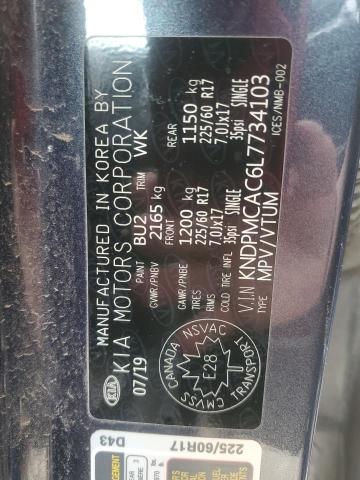 MANUFACTURED IN KOREA BY
KIA KIA MOTORS CORPORATION
07/19 PAINT BU2 TRIM WK
GVWR/PNBV 2165 kg
FRONT
GAWR/PNBE 1200 kg REAR 1150 kg
TIRES 225/60 R17 225/60 R17
RIMS 7.0Jx17 7.0Jx17
COLD TIRE INFL 35psi SINGLE 35psi SINGLE
V.I.N KNDPMCAC6L7734103
TYPE MPV/VTUM ICES/NMB-002
CANADA NSVAC
E28
CMVSS TRANSPORT
225/60R17 D43